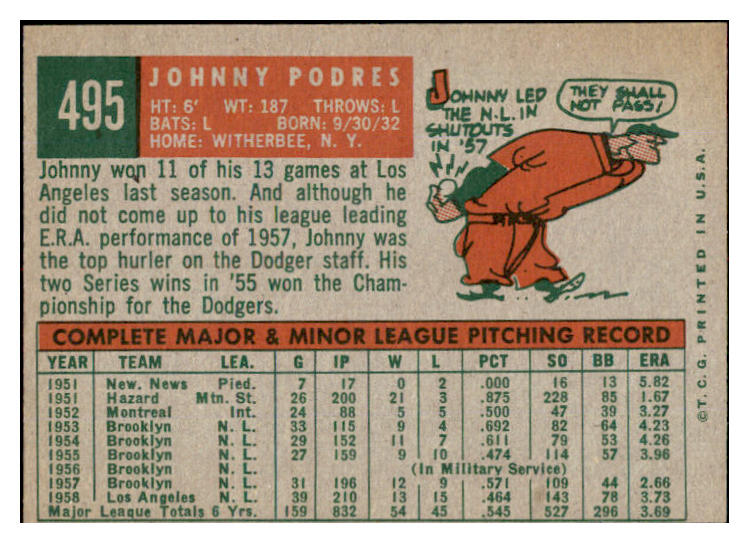 495
JOHNNY PODRES
HT: 6' WT: 187 THROWS: L
BATS: L BORN: 9/30/32
HOME: WITHERBEE, N. Y.
Johnny won 11 of his 13 games at Los
Angeles last season. And although he
did not come up to his league leading
E.R.A. performance of 1957, Johnny was
the top hurler on the Dodger staff. His
two Series wins in '55 won the Cham-
pionship for the Dodgers.
JOHNNY LED
THE N.L. IN
SHUTOUTS
IN '57
THEY SHALL
NOT PASS!
COMPLETE MAJOR & MINOR LEAGUE PITCHING RECORD
YEAR TEAM LEA. G IP W L PCT SO BB ERA
1951 New. News Pied. 7 17 0 2 .000 16 13 5.82
1951 Hazard Mtn. St. 26 200 21 3 .875 228 85 1.67
1952 Montreal Int. 24 88 5 5 .500 47 39 3.27
1953 Brooklyn N. L. 33 115 9 4 .692 82 64 4.23
1954 Brooklyn N. L. 29 152 11 7 .611 79 53 4.26
1955 Brooklyn N. L. 27 159 9 10 .474 114 57 3.96
1956 Brooklyn N. L. (In Military Service)
1957 Brooklyn N. L. 31 196 12 9 .571 109 44 2.66
1958 Los Angeles N. L. 39 210 13 15 .464 143 78 3.73
Major League Totals 6 Yrs. 159 832 54 45 .545 527 296 3.69
©T. C. G. PRINTED IN U.S.A.